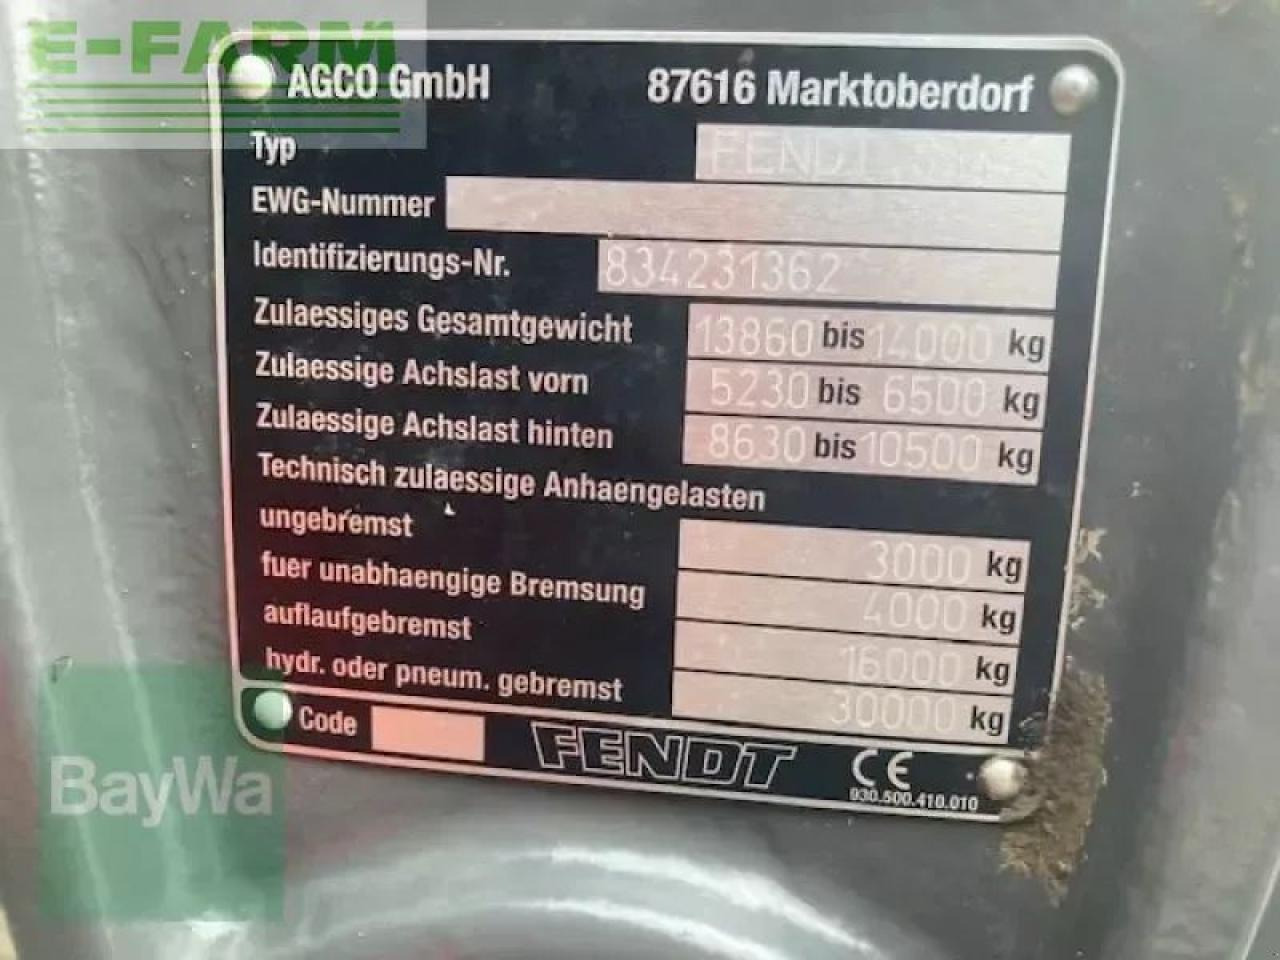 E-FARM
AGCO GmbH 87616 Marktoberdorf
Typ FENDT
EWG-Nummer
Identifizierungs-Nr. 834231362
Zulaessiges Gesamtgewicht 13860 bis 14000 kg
Zulaessige Achslast vorn 5230 bis 6500 kg
Zulaessige Achslast hinten 8630 bis 10500 kg
Technisch zulaessige Anhaengelasten
ungebremst 3000 kg
fuer unabhaengige Bremsung 4000 kg
auflaufgebremst 16000 kg
hydr. oder pneum. gebremst 30000 kg
Code FENDT CE
930.500.410.010
BayWa